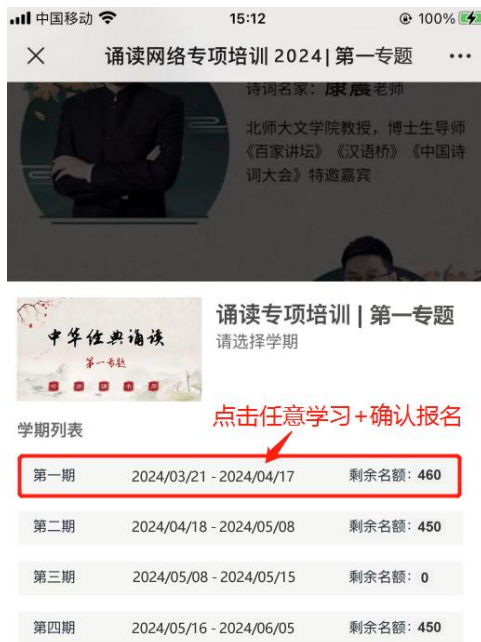 中国移动
15:12
100%
诵读网络专项培训 2024| 第一专题
诗词名家：康震老师
北师大文学院教授，博士生导师
《百家讲坛》《汉语桥》《中国诗
词大会》特邀嘉宾
中华经典诵读
第一专题
诵读专项培训 | 第一专题
请选择学期
点击任意学习+确认报名
学期列表
第一期 2024/03/21 - 2024/04/17 剩余名额：460
第二期 2024/04/18 - 2024/05/08 剩余名额：450
第三期 2024/05/08 - 2024/05/15 剩余名额：0
第四期 2024/05/16 - 2024/06/05 剩余名额：450